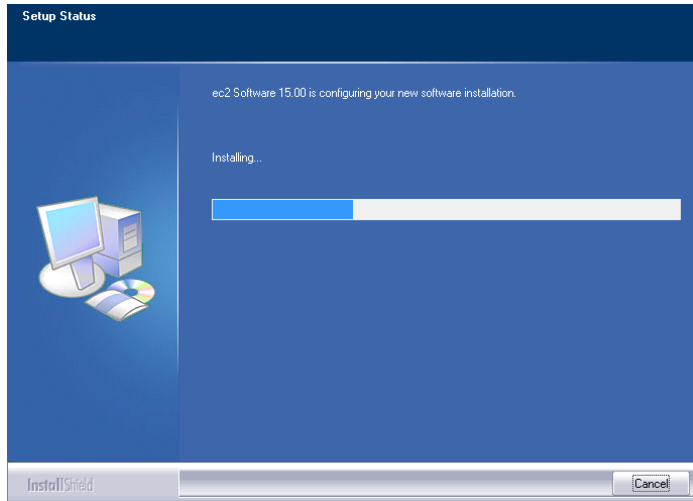 Setup Status
ec2 Software 15.00 is configuring your new software installation.
Installing...
InstallShield
Cancel